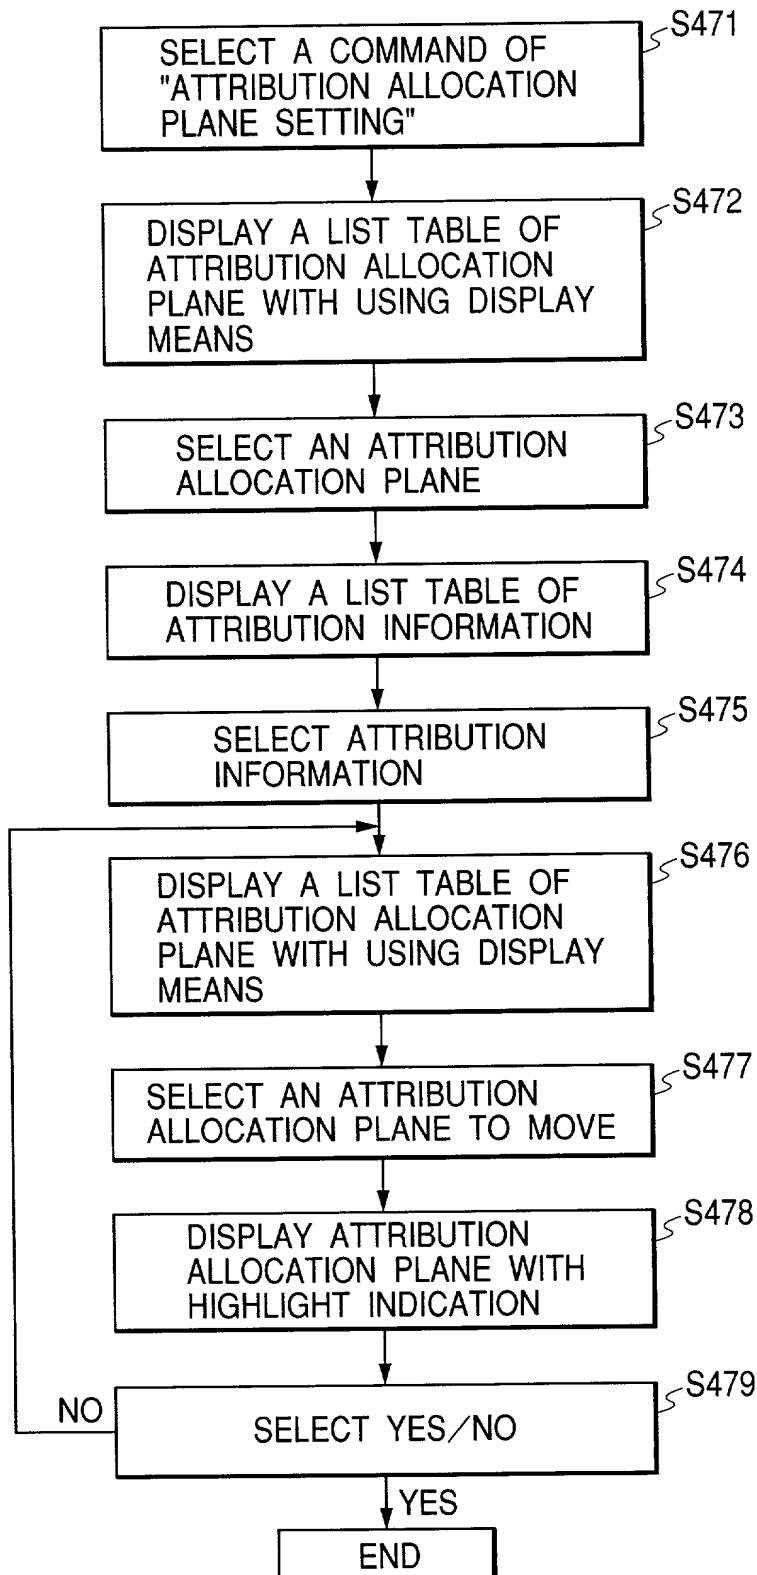 S471
SELECT A COMMAND OF
"ATTRIBUTION ALLOCATION
PLANE SETTING"
S472
DISPLAY A LIST TABLE OF
ATTRIBUTION ALLOCATION
PLANE WITH USING DISPLAY
MEANS
S473
SELECT AN ATTRIBUTION
ALLOCATION PLANE
S474
DISPLAY A LIST TABLE OF
ATTRIBUTION INFORMATION
S475
SELECT ATTRIBUTION
INFORMATION
S476
DISPLAY A LIST TABLE OF
ATTRIBUTION ALLOCATION
PLANE WITH USING DISPLAY
MEANS
S477
SELECT AN ATTRIBUTION
ALLOCATION PLANE TO MOVE
S478
DISPLAY ATTRIBUTION
ALLOCATION PLANE WITH
HIGHLIGHT INDICATION
S479
NO
SELECT YES/NO
YES
END